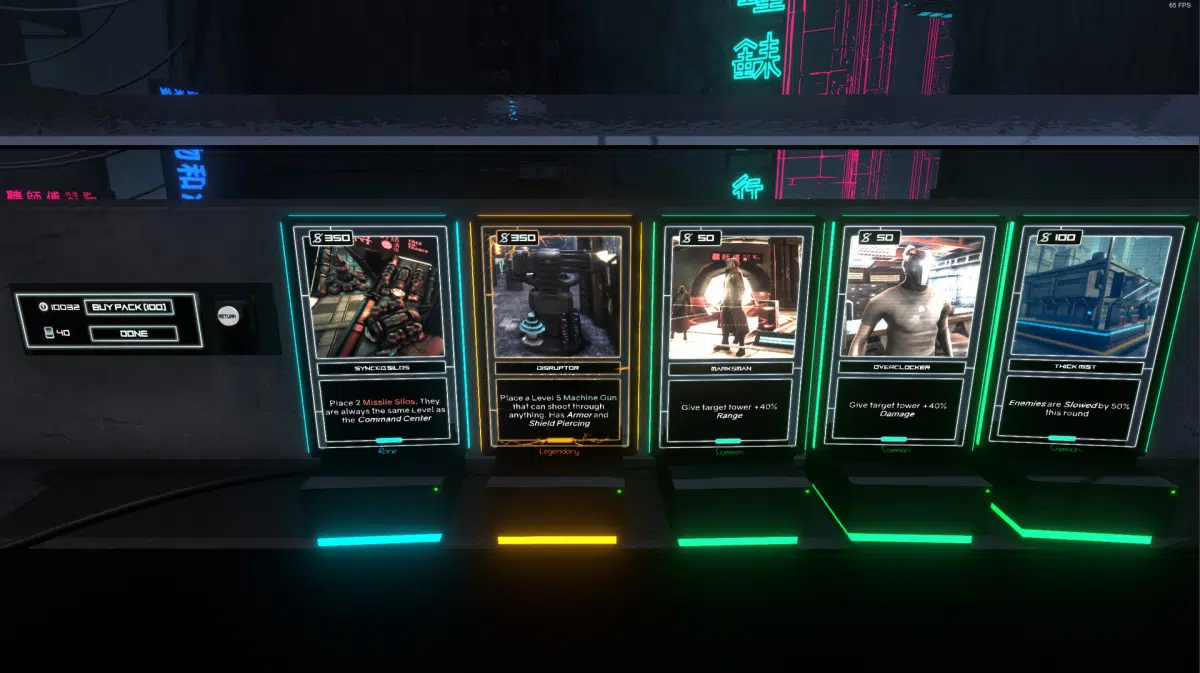 65 FPS
行
350
SYNCED SILOS
Place 2 Missile Silos. They
are always the same Level as
the Command Center
Rare
350
DISRUPTOR
Place a Level 5 Machine Gun
that can shoot through
anything. Has Armor and
Shield Piercing
Legendary
50
MARKSMAN
Give target tower +40%
Range
Common
50
OVERCLOCKER
Give target tower +40%
Damage
Common
100
THICK MIST
Enemies are Slowed by 50%
this round
Common
10032
BUY PACK (100)
40
DONE
RETURN